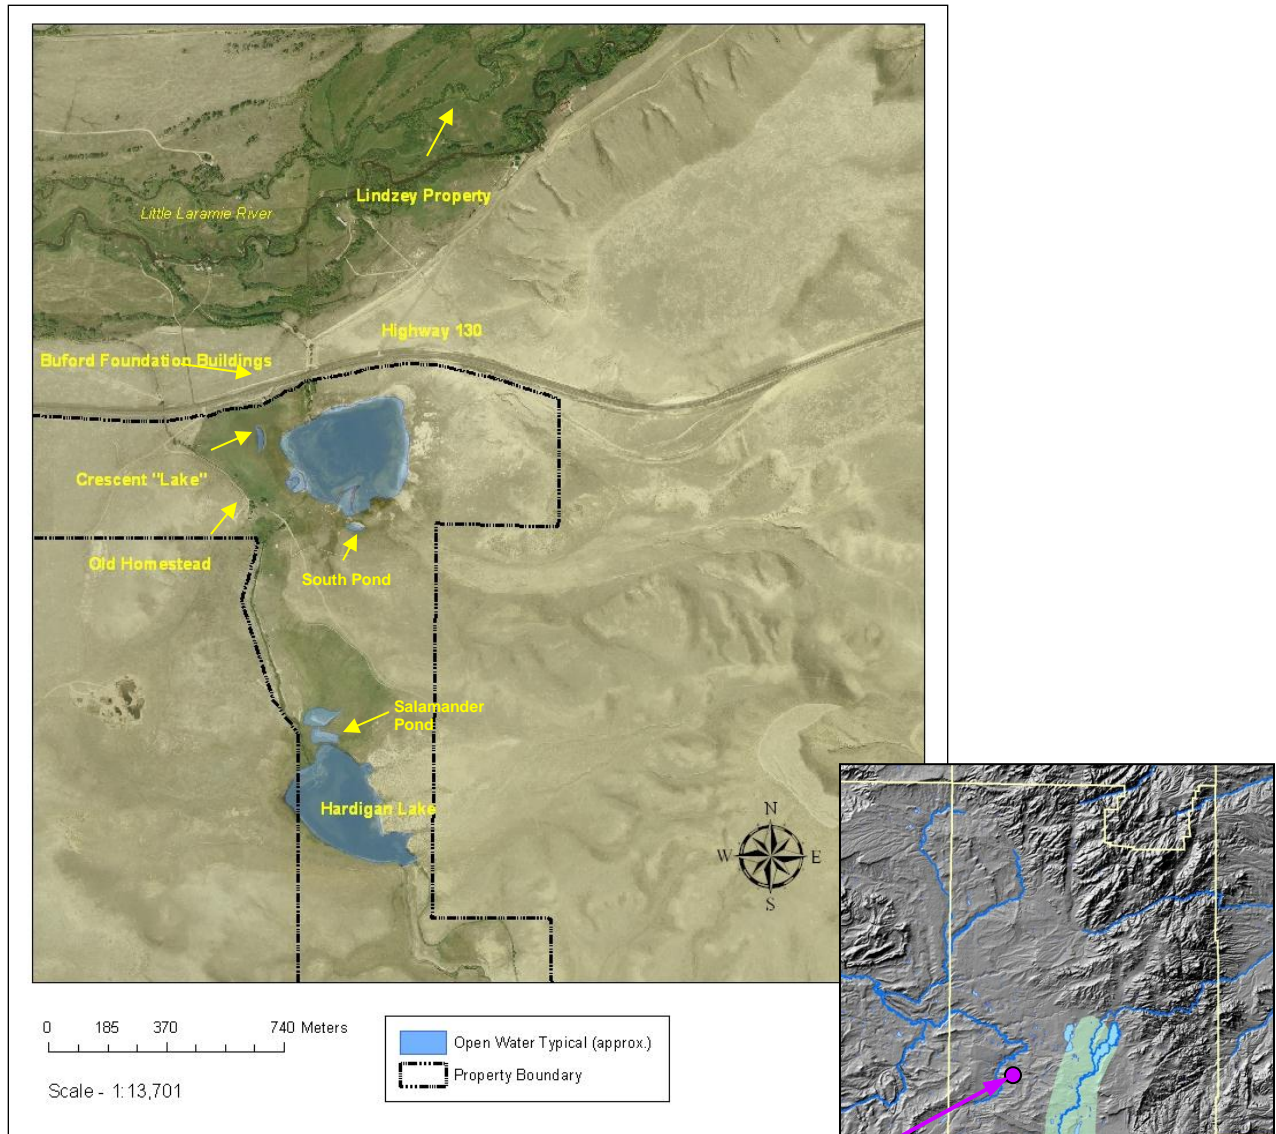 Lindzey Property
Little Laramie River
Highway 130
Buford Foundation Buildings
Crescent "Lake"
Old Homestead
South Pond
Salamander
Pond
Hardigan Lake
N
W E
S
0 185 370 740 Meters
Scale - 1:13,701
Open Water Typical (approx.)
Property Boundary